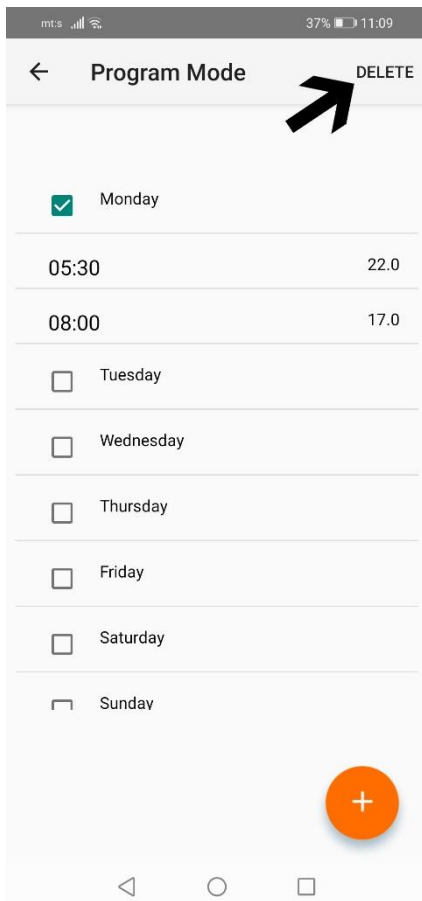 mt:s 37% 11:09
Program Mode DELETE
Monday
05:30 22.0
08:00 17.0
Tuesday
Wednesday
Thursday
Friday
Saturday
Sunday
+